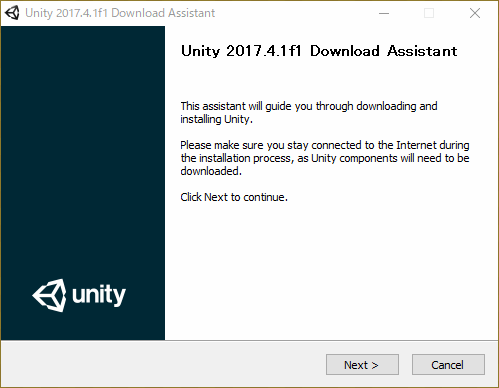 Unity 2017.4.1f1 Download Assistant
Unity 2017.4.1f1 Download Assistant
This assistant will guide you through downloading and
installing Unity.
Please make sure you stay connected to the Internet during
the installation process, as Unity components will need to be
downloaded.
Click Next to continue.
unity
Next >
Cancel